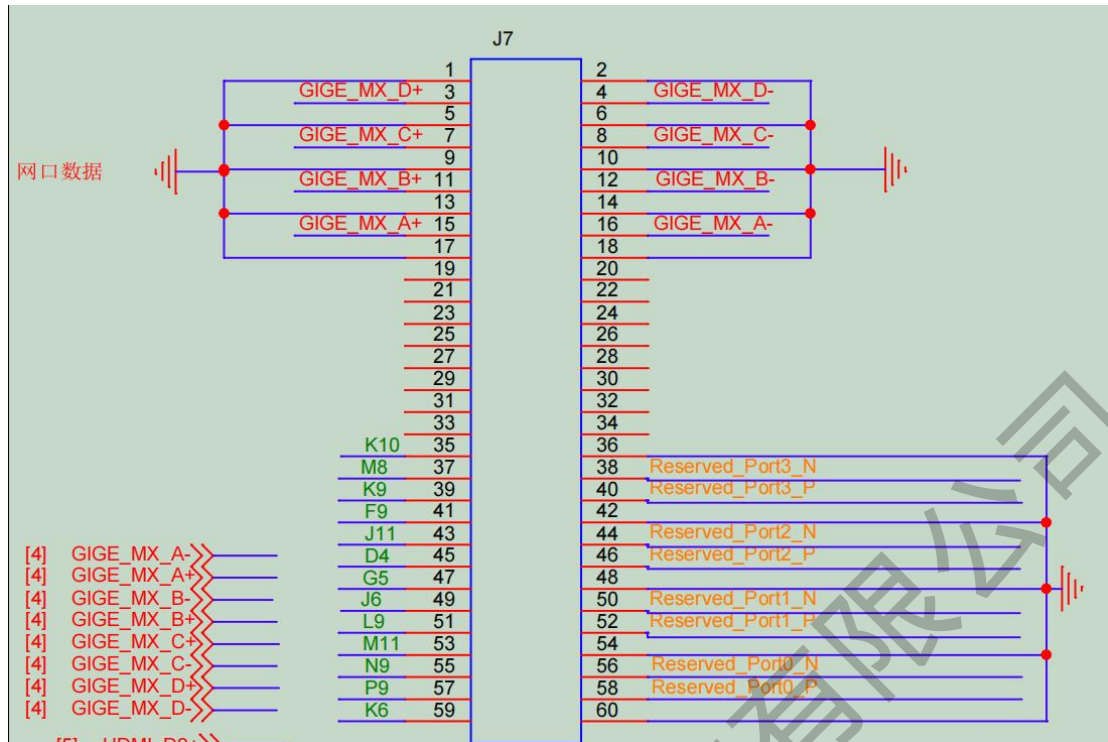 J7
1 2
GIGE_MX_D+ 3 4 GIGE_MX_D-
5 6
GIGE_MX_C+ 7 8 GIGE_MX_C-
9 10
网口数据
GIGE_MX_B+ 11 12 GIGE_MX_B-
13 14
GIGE_MX_A+ 15 16 GIGE_MX_A-
17 18
19 20
21 22
23 24
25 26
27 28
29 30
31 32
33 34
K10 35 36
M8 37 38 Reserved_Port3_N
K9 39 40 Reserved_Port3_P
F9 41 42
J11 43 44 Reserved_Port2_N
[4] GIGE_MX_A- D4 45 46 Reserved_Port2_P
[4] GIGE_MX_A+ G5 47 48
[4] GIGE_MX_B- J6 49 50 Reserved_Port1_N
[4] GIGE_MX_B+ L9 51 52 Reserved_Port1_P
[4] GIGE_MX_C+ M11 53 54
[4] GIGE_MX_C- N9 55 56 Reserved_Port0_N
[4] GIGE_MX_D+ P9 57 58 Reserved_Port0_P
[4] GIGE_MX_D- K6 59 60
有限公司